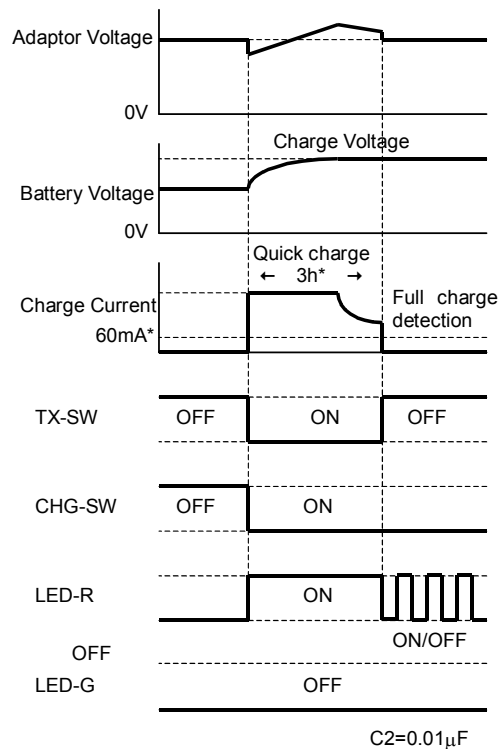 Adaptor Voltage
0V
Charge Voltage
Battery Voltage
0V
Quick charge
← 3h* →
Charge Current
Full charge
detection
60mA*
TX-SW
OFF
ON
OFF
CHG-SW
OFF
ON
LED-R
ON
ON/OFF
OFF
LED-G
OFF
C2=0.01μF